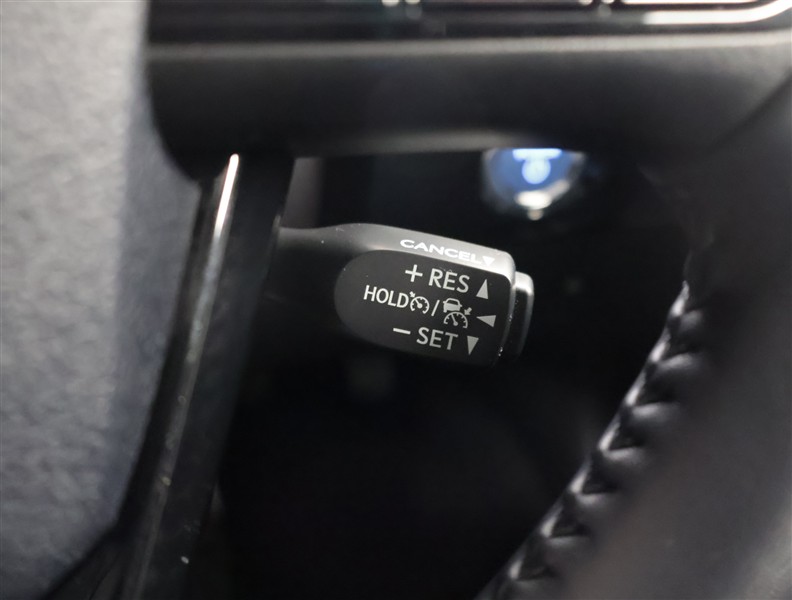 CANCEL▼
+ RES ▲
HOLD /
− SET ▼